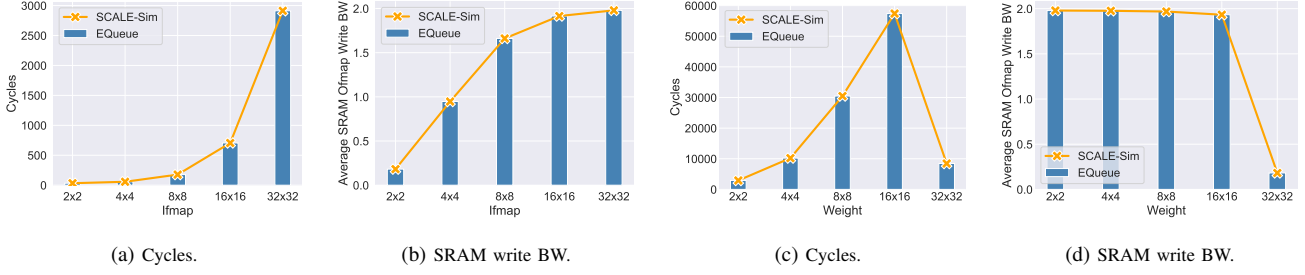 3000
2500
2000
1500
1000
500
0
Cycles
SCALE-Sim
EQueue
2x2 4x4 8x8 16x16 32x32
Ifmap
(a) Cycles.
2.0
1.5
1.0
0.5
0.0
Average SRAM Ofmap Write BW
SCALE-Sim
EQueue
2x2 4x4 8x8 16x16 32x32
Ifmap
(b) SRAM write BW.
60000
50000
40000
30000
20000
10000
0
Cycles
SCALE-Sim
EQueue
2x2 4x4 8x8 16x16 32x32
Weight
(c) Cycles.
2.0
1.5
1.0
0.5
0.0
Average SRAM Ofmap Write BW
SCALE-Sim
EQueue
2x2 4x4 8x8 16x16 32x32
Weight
(d) SRAM write BW.